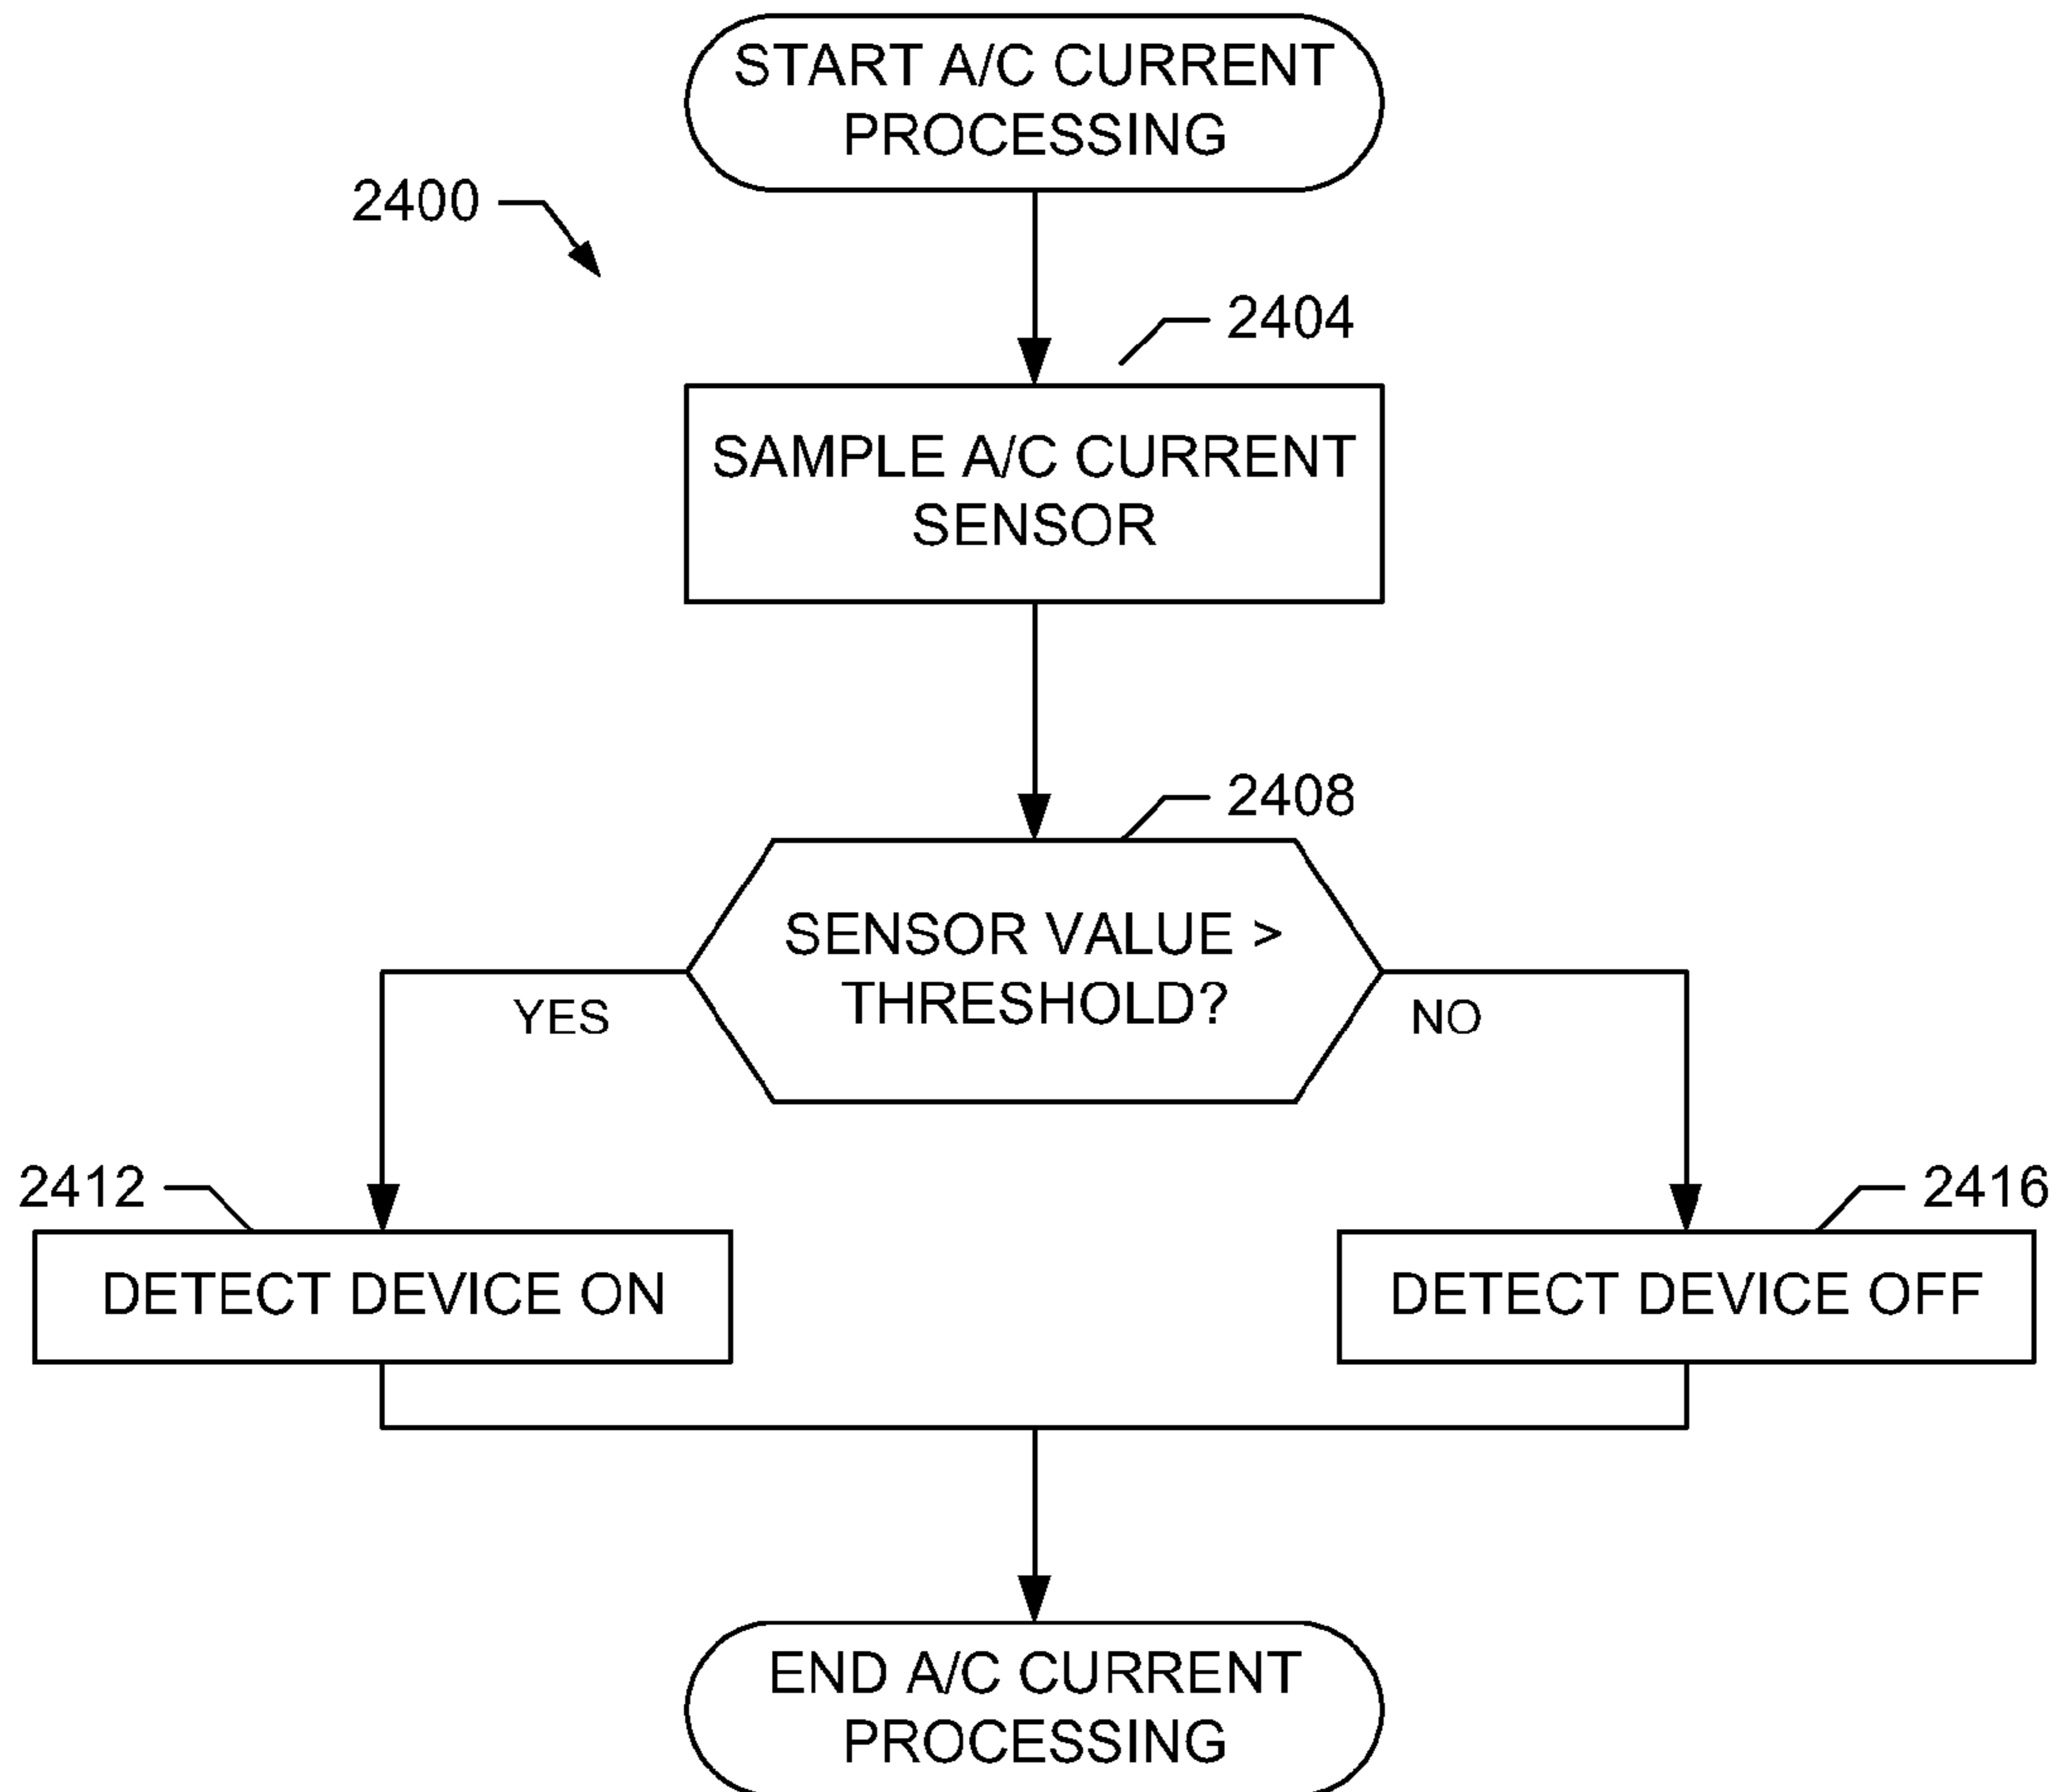 START A/C CURRENT
PROCESSING
2400
2404
SAMPLE A/C CURRENT
SENSOR
2408
SENSOR VALUE >
THRESHOLD?
YES
NO
2412
2416
DETECT DEVICE ON
DETECT DEVICE OFF
END A/C CURRENT
PROCESSING